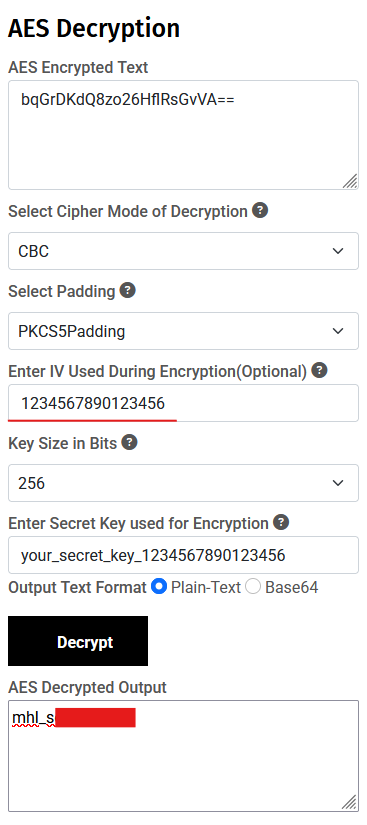 AES Decryption
AES Encrypted Text
bqGrDKdQ8zo26HflRsGvVA==
Select Cipher Mode of Decryption ?
CBC
Select Padding ?
PKCS5Padding
Enter IV Used During Encryption(Optional) ?
1234567890123456
Key Size in Bits ?
256
Enter Secret Key used for Encryption ?
your_secret_key_1234567890123456
Output Text Format Plain-Text Base64
Decrypt
AES Decrypted Output
mhl_s